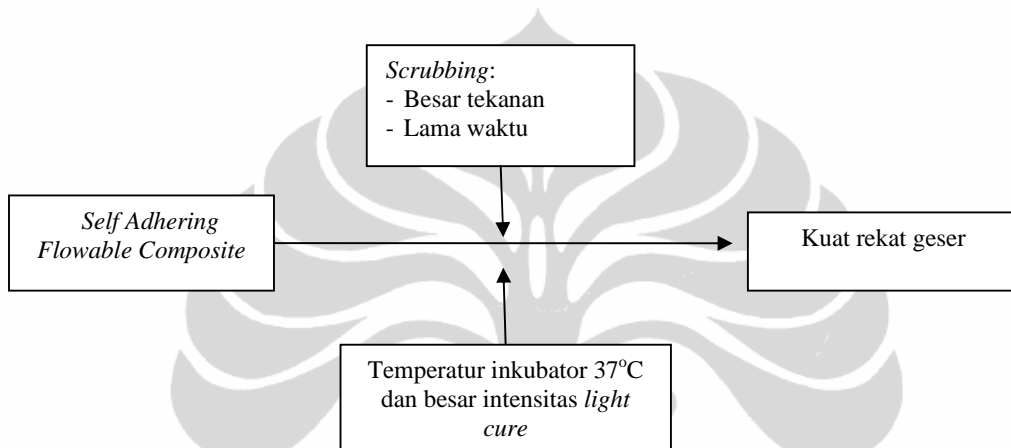 Scrubbing:
- Besar tekanan
- Lama waktu
Self Adhering
Flowable Composite
Kuat rekat geser
Temperatur inkubator 37°C
dan besar intensitas light
cure